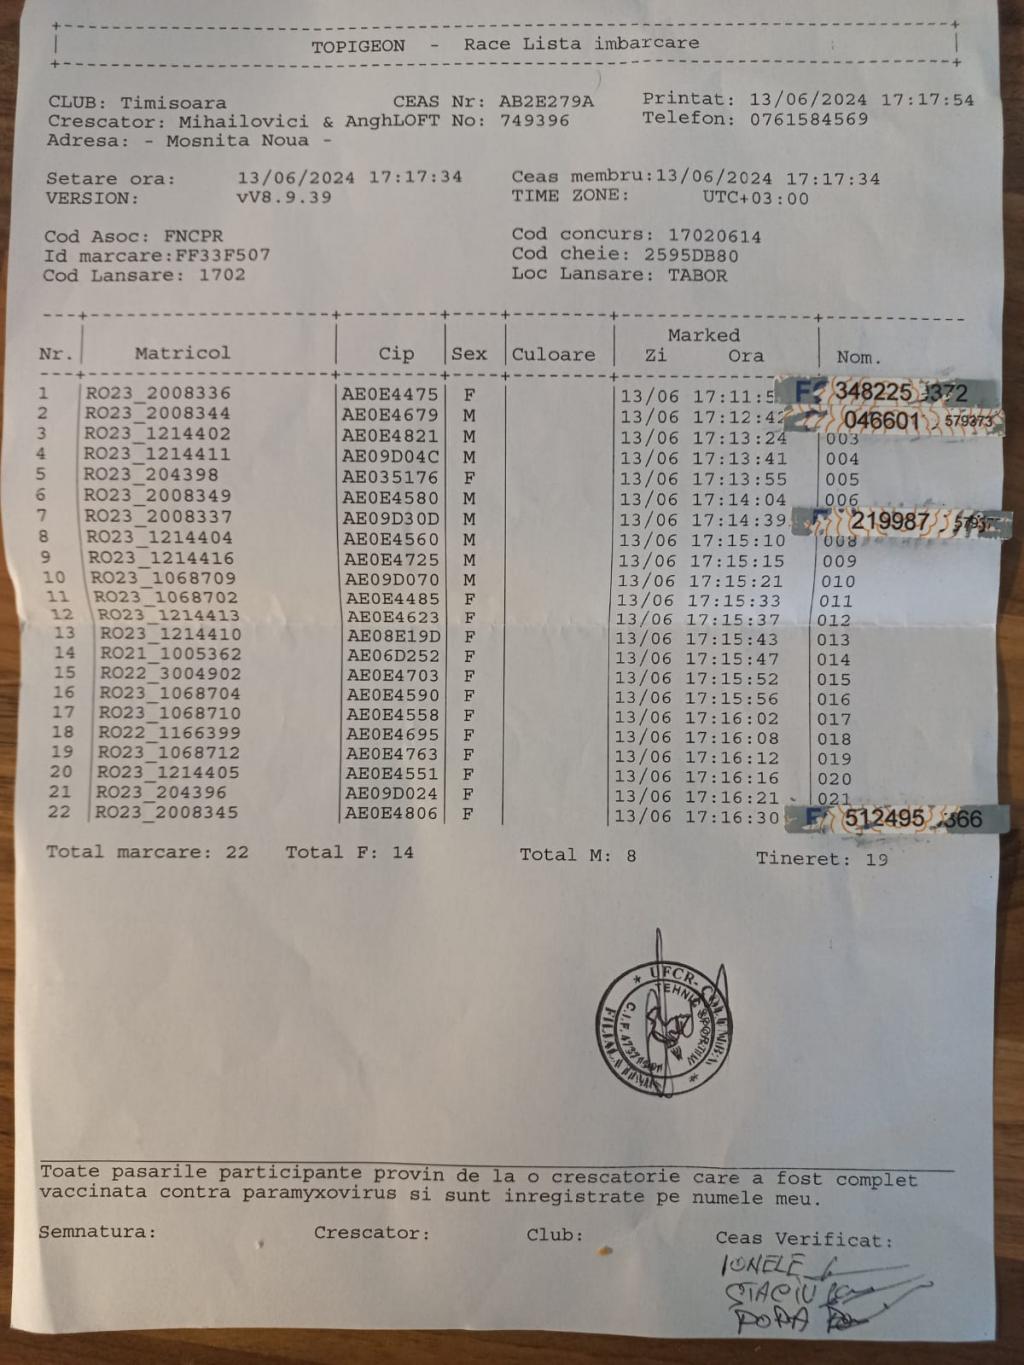 TOPIGEON - Race Lista imbarcare
CLUB: Timisoara CEAS Nr: AB2E279A Printat: 13/06/2024 17:17:54
Crescator: Mihailovici & AnghLOFT No: 749396 Telefon: 0761584569
Adresa: - Mosnita Noua -
Setare ora: 13/06/2024 17:17:34 Ceas membru:13/06/2024 17:17:34
VERSION: vV8.9.39 TIME ZONE: UTC+03:00
Cod Asoc: FNCPR Cod concurs: 17020614
Id marcare:FF33F507 Cod cheie: 2595DB80
Cod Lansare: 1702 Loc Lansare: TABOR
Marked
Nr. Matricol Cip Sex Culoare Zi Ora Nom.
1 RO23_2008336 AE0E4475 F 13/06 17:11:5 348225 372
2 RO23_2008344 AE0E4679 M 13/06 17:12:42 046601 579373
3 RO23_1214402 AE0E4821 M 13/06 17:13:24 003
4 RO23_1214411 AE09D04C M 13/06 17:13:41 004
5 RO23_204398 AE035176 F 13/06 17:13:55 005
6 RO23_2008349 AE0E4580 M 13/06 17:14:04 006
7 RO23_2008337 AE09D30D M 13/06 17:14:39 219987
8 RO23_1214404 AE0E4560 M 13/06 17:15:10 008
9 RO23_1214416 AE0E4725 M 13/06 17:15:15 009
10 RO23_1068709 AE09D070 M 13/06 17:15:21 010
11 RO23_1068702 AE0E4485 F 13/06 17:15:33 011
12 RO23_1214413 AE0E4623 F 13/06 17:15:37 012
13 RO23_1214410 AE08E19D F 13/06 17:15:43 013
14 RO21_1005362 AE06D252 F 13/06 17:15:47 014
15 RO22_3004902 AE0E4703 F 13/06 17:15:52 015
16 RO23_1068704 AE0E4590 F 13/06 17:15:56 016
17 RO23_1068710 AE0E4558 F 13/06 17:16:02 017
18 RO22_1166399 AE0E4695 F 13/06 17:16:08 018
19 RO23_1068712 AE0E4763 F 13/06 17:16:12 019
20 RO23_1214405 AE0E4551 F 13/06 17:16:16 020
21 RO23_204396 AE09D024 F 13/06 17:16:21 021
22 RO23_2008345 AE0E4806 F 13/06 17:16:30 512495 366
Total marcare: 22 Total F: 14 Total M: 8 Tineret: 19
UFCR-COLUMBA
TEHNIC SPORTIV
Toate pasarile participante provin de la o crescatorie care a fost complet
vaccinata contra paramyxovirus si sunt inregistrate pe numele meu.
Semnatura: Crescator: Club: Ceas Verificat:
IONELE
STACIU
POPA